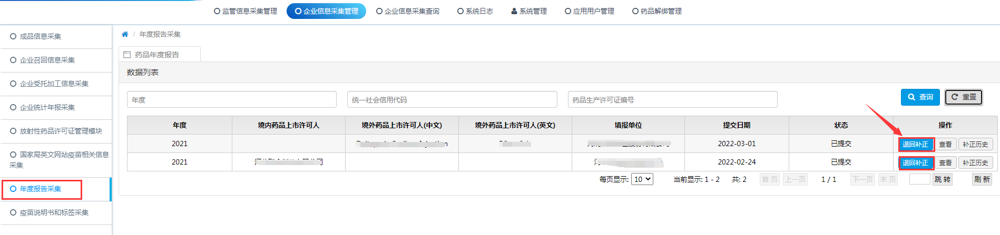 监管信息采集管理 企业信息采集管理 企业信息采集查询 系统日志 系统管理 应用用户管理 药品解绑管理
成品信息采集
企业召回信息采集
企业受托加工信息采集
企业统计年报采集
放射性药品许可证管理模块
国家局英文网站疫苗相关信息
采集
年度报告采集
疫苗说明书和标签采集
/ 年度报告采集
药品年度报告
数据列表
年度 统一社会信用代码 药品生产许可证编号 查询 重置
年度 境内药品上市许可人 境外药品上市许可人(中文) 境外药品上市许可人(英文) 填报单位 提交日期 状态 操作
2021 2022-03-01 已提交 退回补正 查看 补正历史
2021 2022-02-24 已提交 退回补正 查看 补正历史
每页显示: 10 当前显示: 1 - 2 共: 2 首 页 上一页 1 / 1 下一页 末 页 跳 转 刷 新